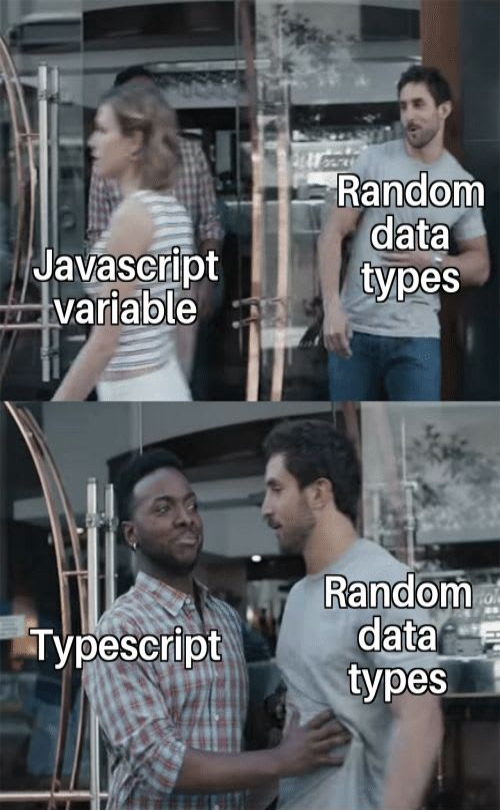 Random
data
types
Javascript
variable
Random
data
types
Typescript